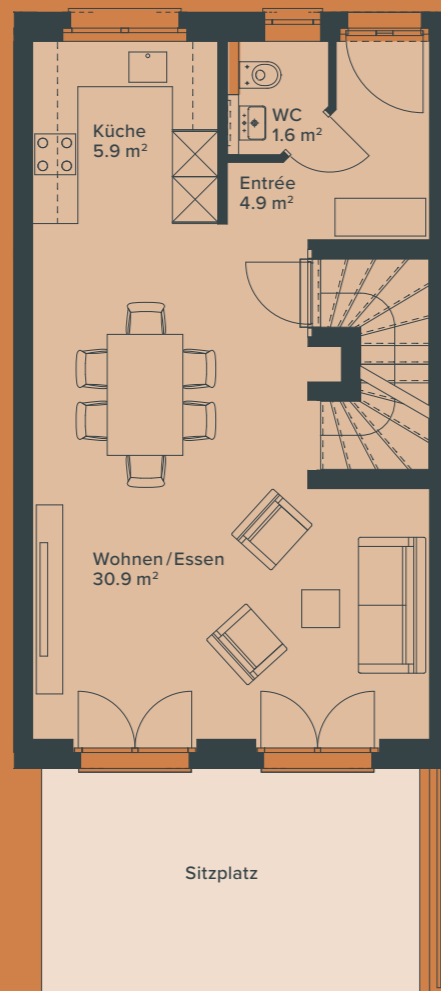 Küche
5.9 m²
WC
1.6 m²
Entrée
4.9 m²
Wohnen/Essen
30.9 m²
Sitzplatz